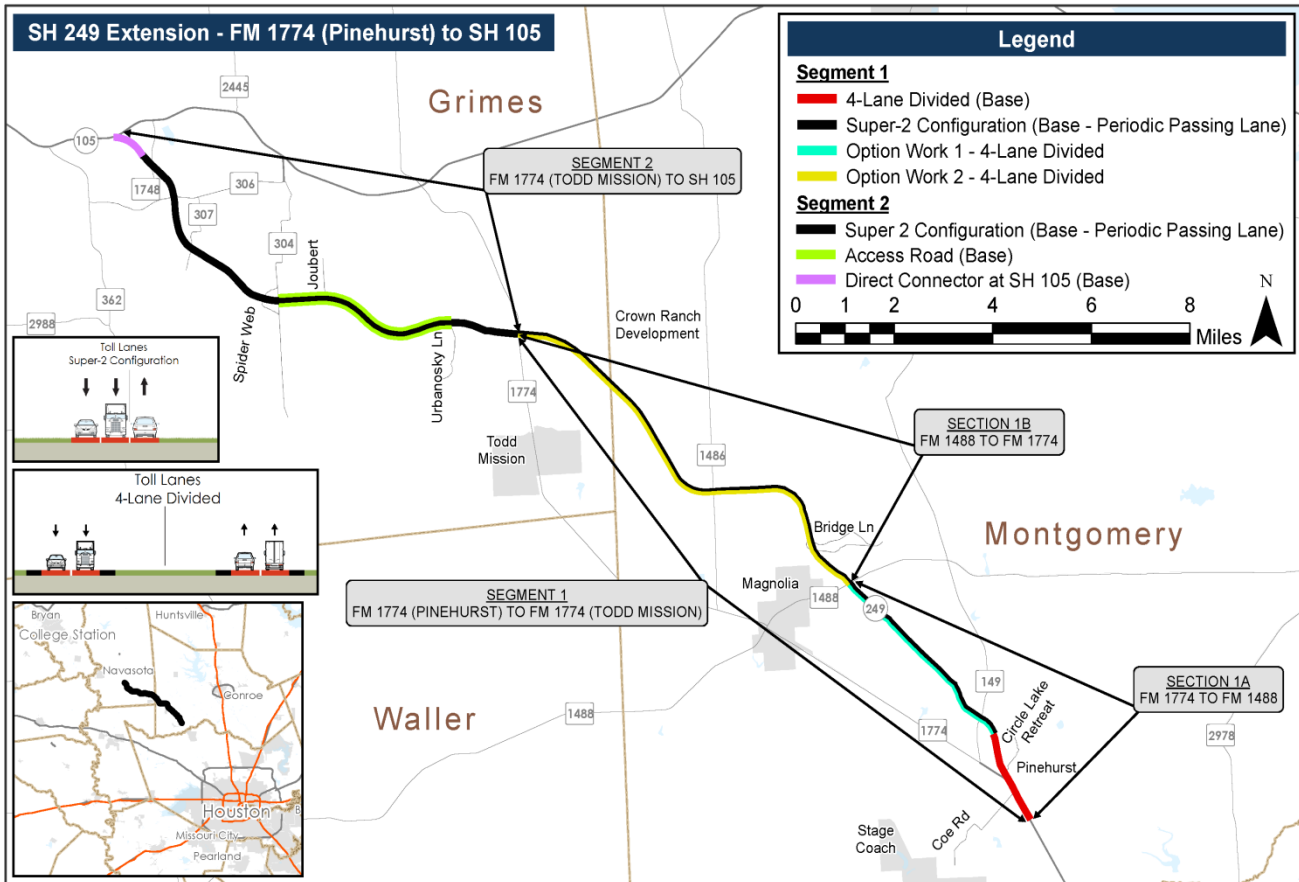 SH 249 Extension - FM 1774 (Pinehurst) to SH 105
Legend
Segment 1
4-Lane Divided (Base)
Super-2 Configuration (Base - Periodic Passing Lane)
Option Work 1 - 4-Lane Divided
Option Work 2 - 4-Lane Divided
Segment 2
Super 2 Configuration (Base - Periodic Passing Lane)
Access Road (Base)
Direct Connector at SH 105 (Base)
0 1 2 4 6 8
Miles
N
2445
Grimes
105
SEGMENT 2
FM 1774 (TODD MISSION) TO SH 105
1748
306
307
304
Joubert
362
2988
Spider Web
Urbanosky Ln
Crown Ranch
Development
1774
Todd
Mission
1486
SECTION 1B
FM 1488 TO FM 1774
Bridge Ln
Montgomery
Magnolia
1488
249
SEGMENT 1
FM 1774 (PINEHURST) TO FM 1774 (TODD MISSION)
149
Circle Lake
Retreat
SECTION 1A
FM 1774 TO FM 1488
Waller
1488
1774
2978
Pinehurst
Coe Rd
Stage
Coach
Toll Lanes
Super-2 Configuration
Toll Lanes
4-Lane Divided
Bryan
College Station
Huntsville
Navasota
Conroe
Houston
B
Missouri City
Pearland